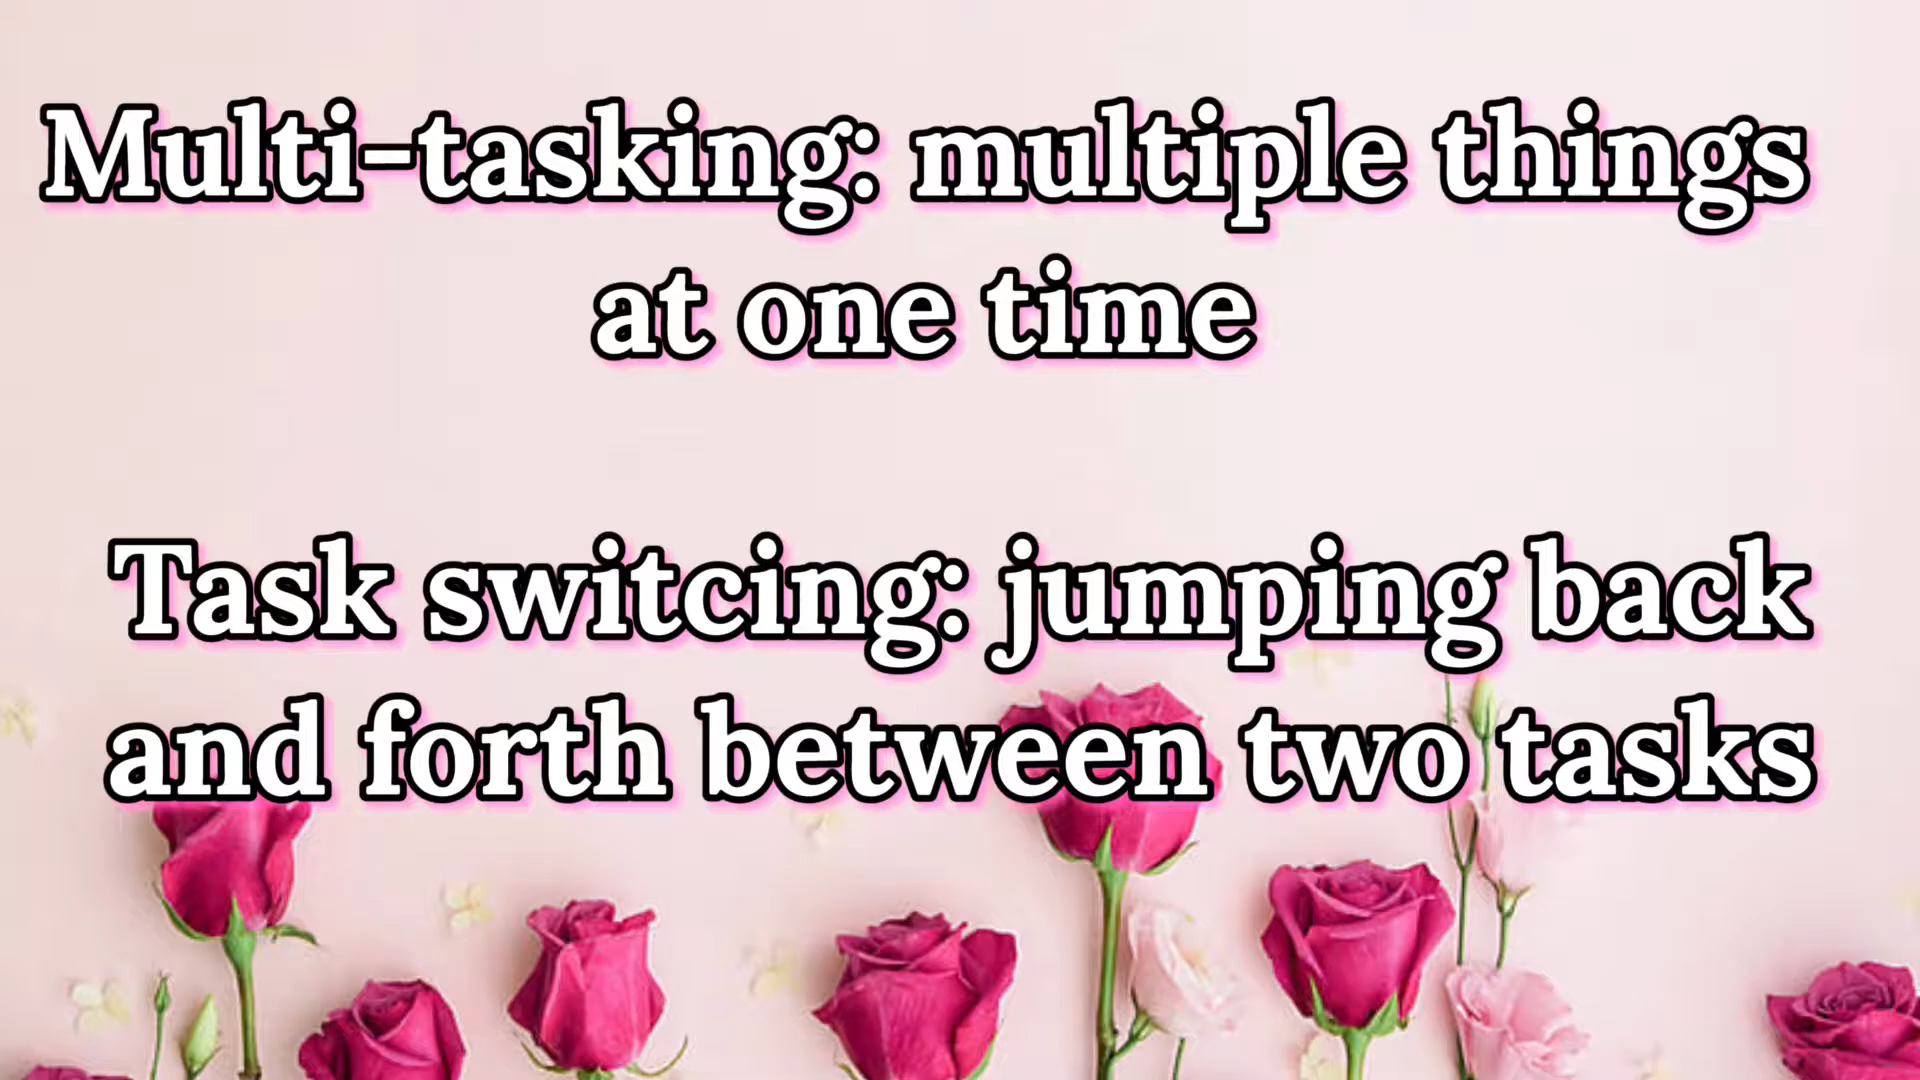 Multi-tasking: multiple things
at one time
Task switcing: jumping back
and forth between two tasks